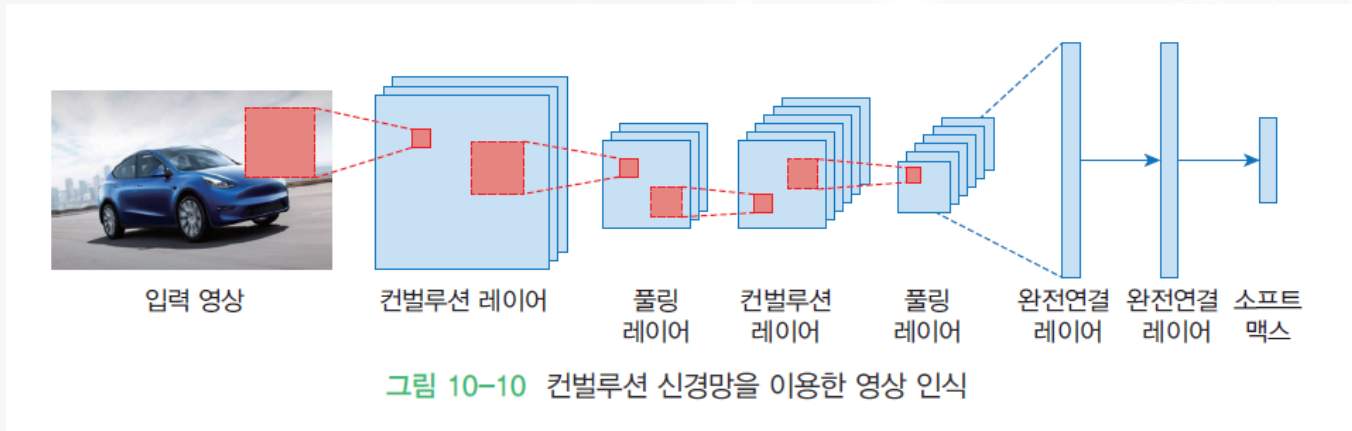 입력 영상
컨벌루션 레이어
풀링
레이어
컨벌루션
레이어
풀링
레이어
완전연결
레이어
완전연결
레이어
소프트
맥스
그림 10-10 컨벌루션 신경망을 이용한 영상 인식